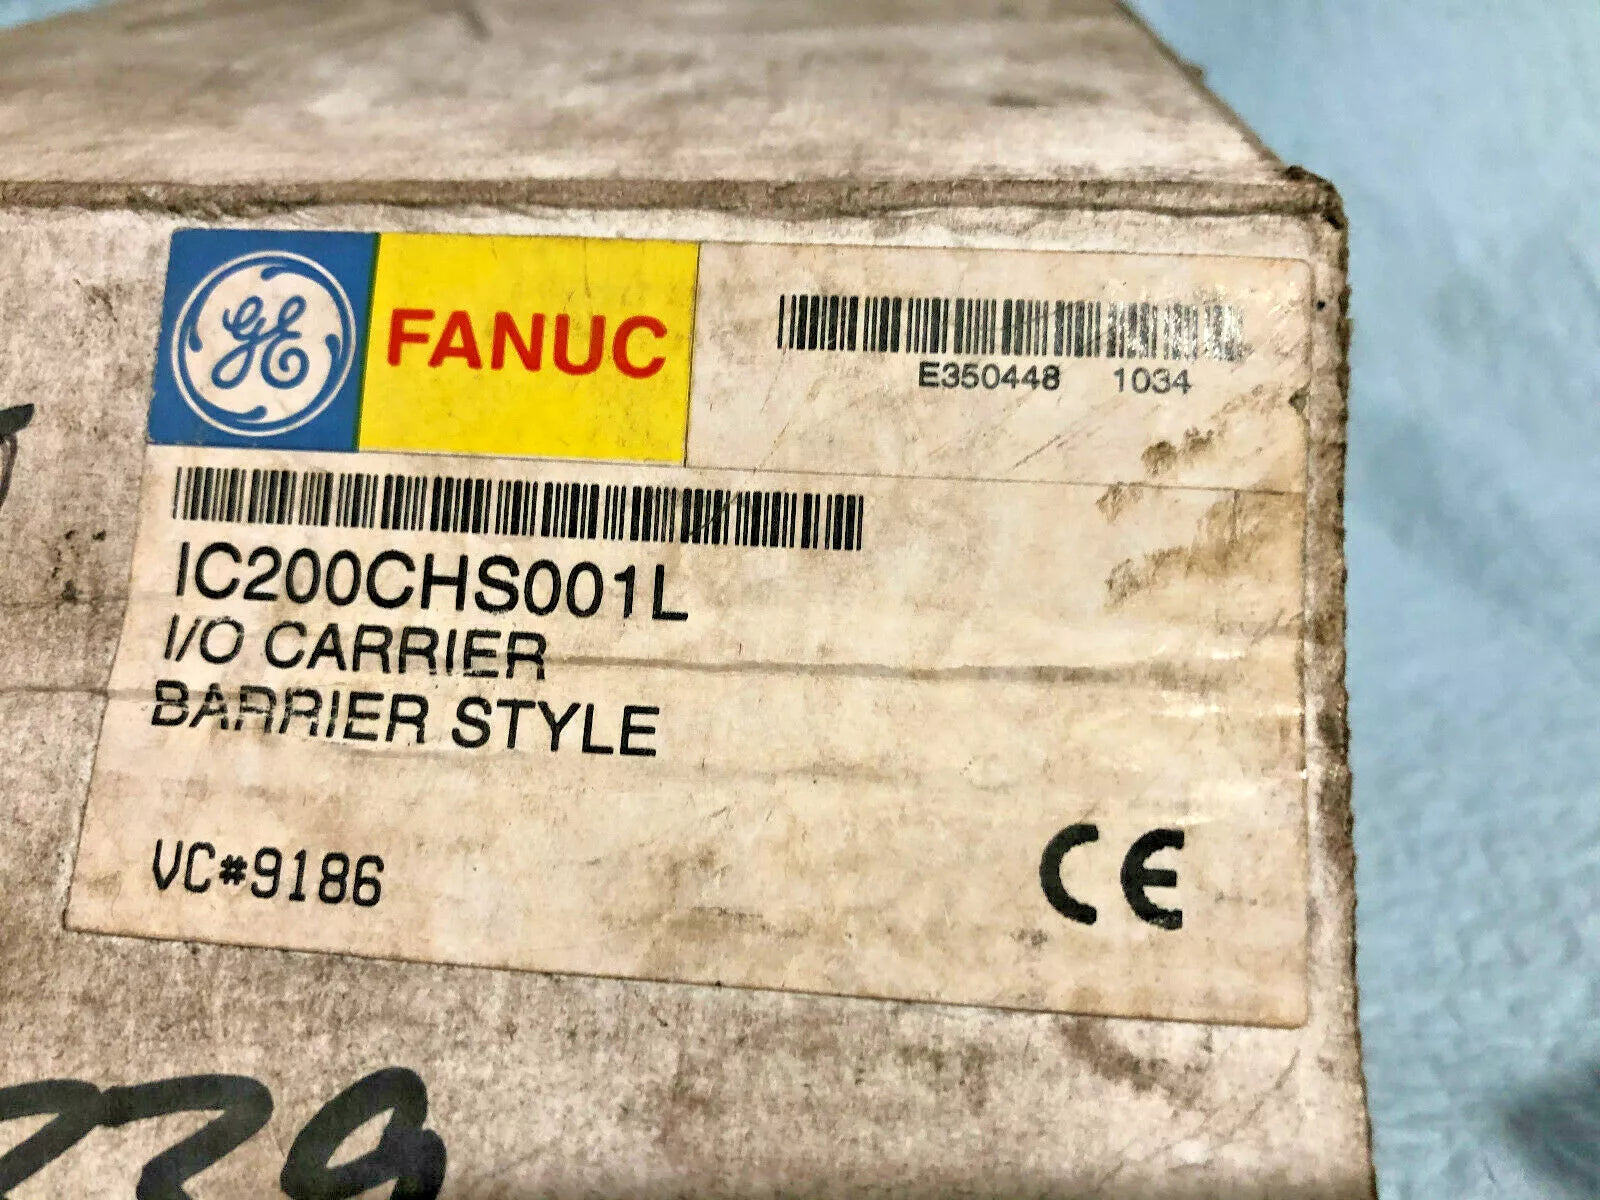 GE FANUC
E350448 1034
IC200CHS001L
I/O CARRIER
BARRIER STYLE
VC#9186
CE